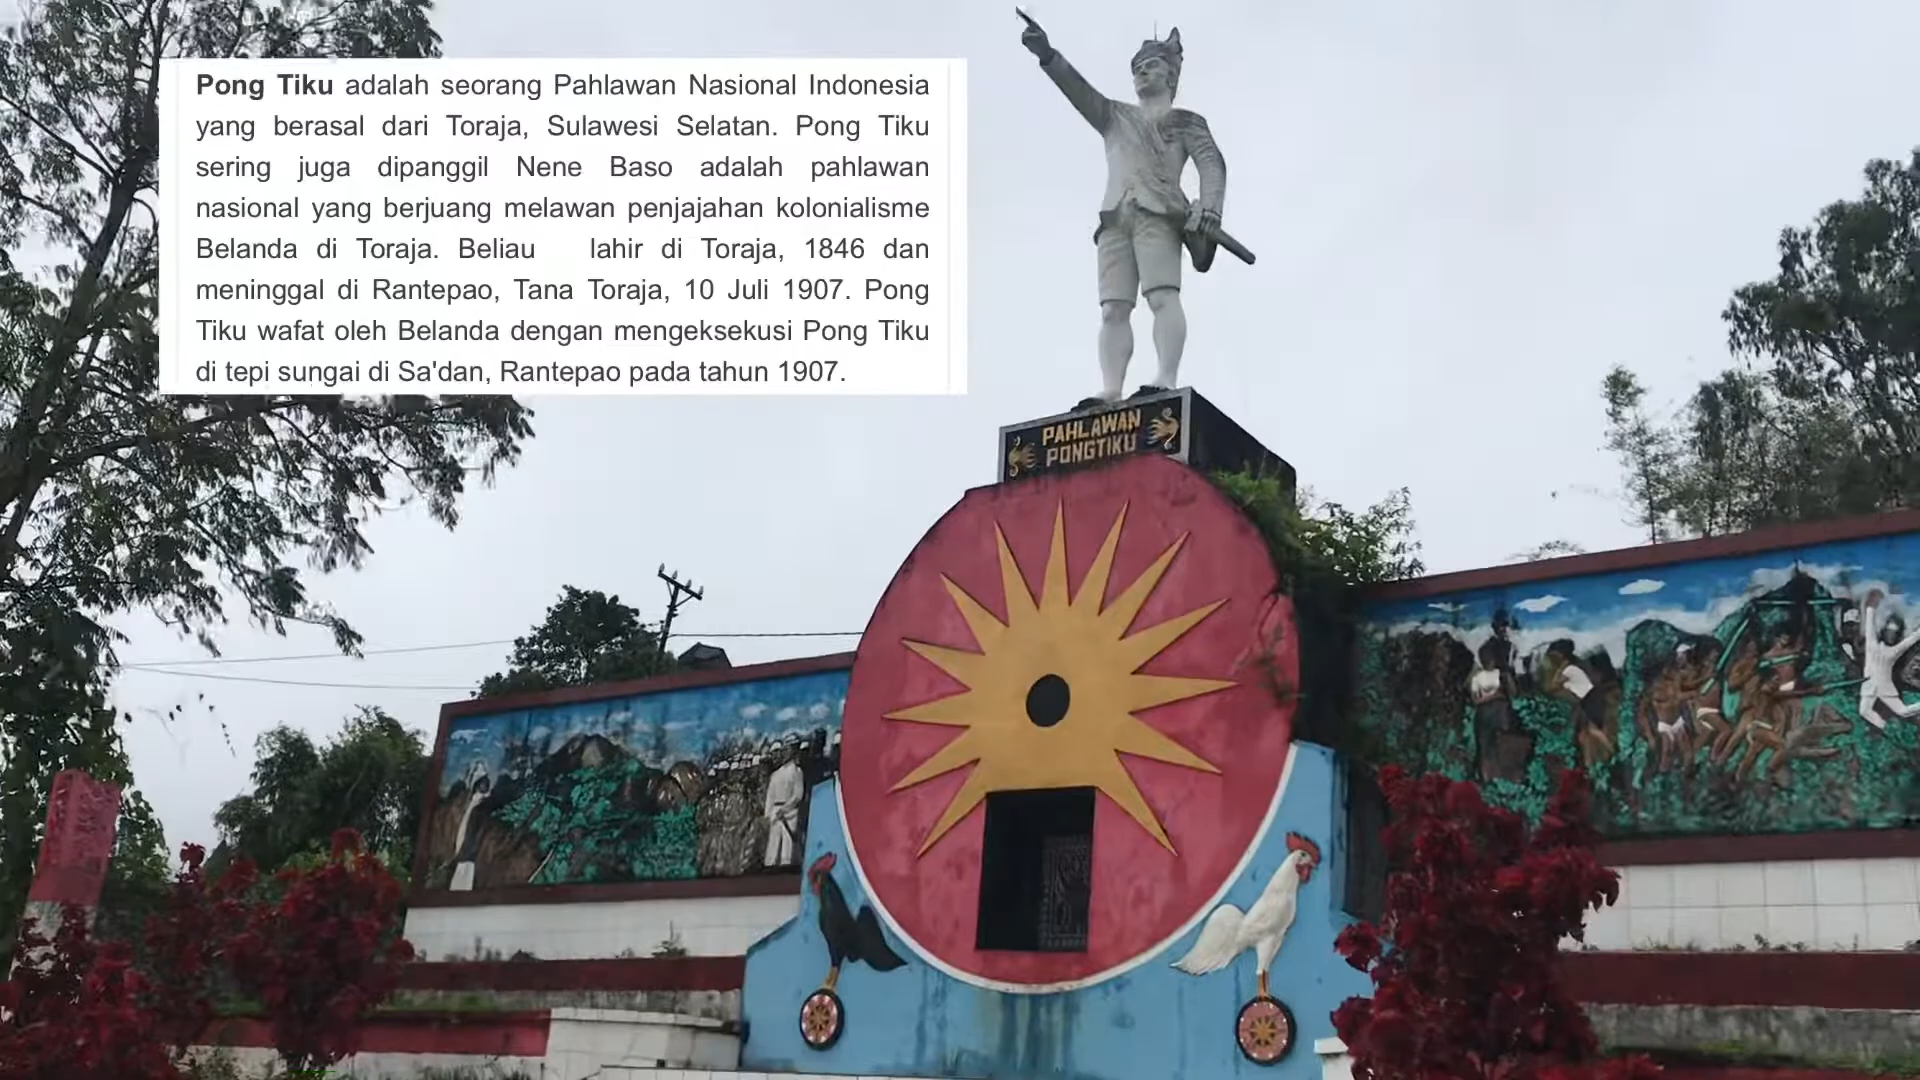 Pong Tiku adalah seorang Pahlawan Nasional Indonesia
yang berasal dari Toraja, Sulawesi Selatan. Pong Tiku
sering juga dipanggil Nene Baso adalah pahlawan
nasional yang berjuang melawan penjajahan kolonialisme
Belanda di Toraja. Beliau lahir di Toraja, 1846 dan
meninggal di Rantepao, Tana Toraja, 10 Juli 1907. Pong
Tiku wafat oleh Belanda dengan mengeksekusi Pong Tiku
di tepi sungai di Sa'dan, Rantepao pada tahun 1907.
PAHLAWAN
PONGTIKU